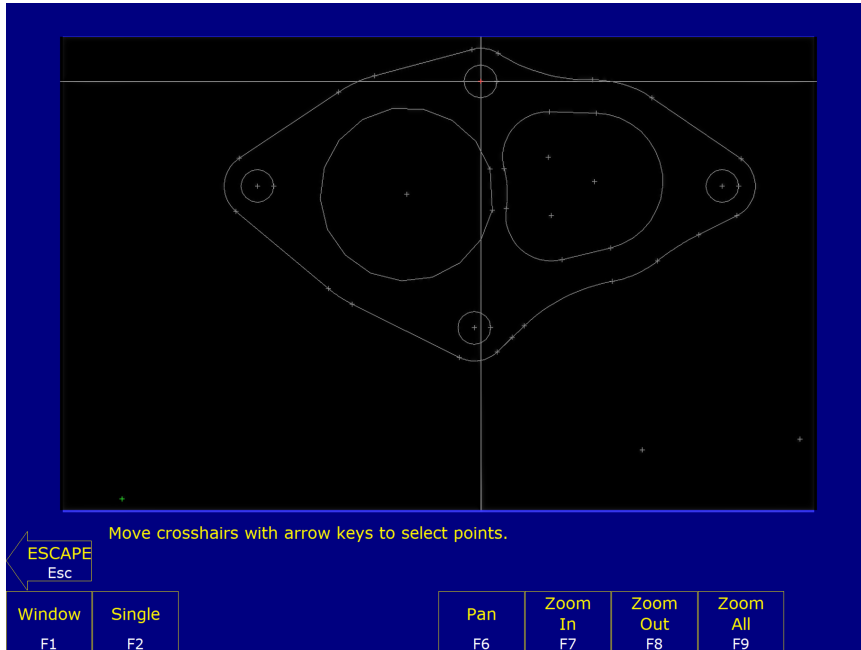 Move crosshairs with arrow keys to select points.
ESCAPE
Esc
Window
F1
Single
F2
Pan
F6
Zoom
In
F7
Zoom
Out
F8
Zoom
All
F9